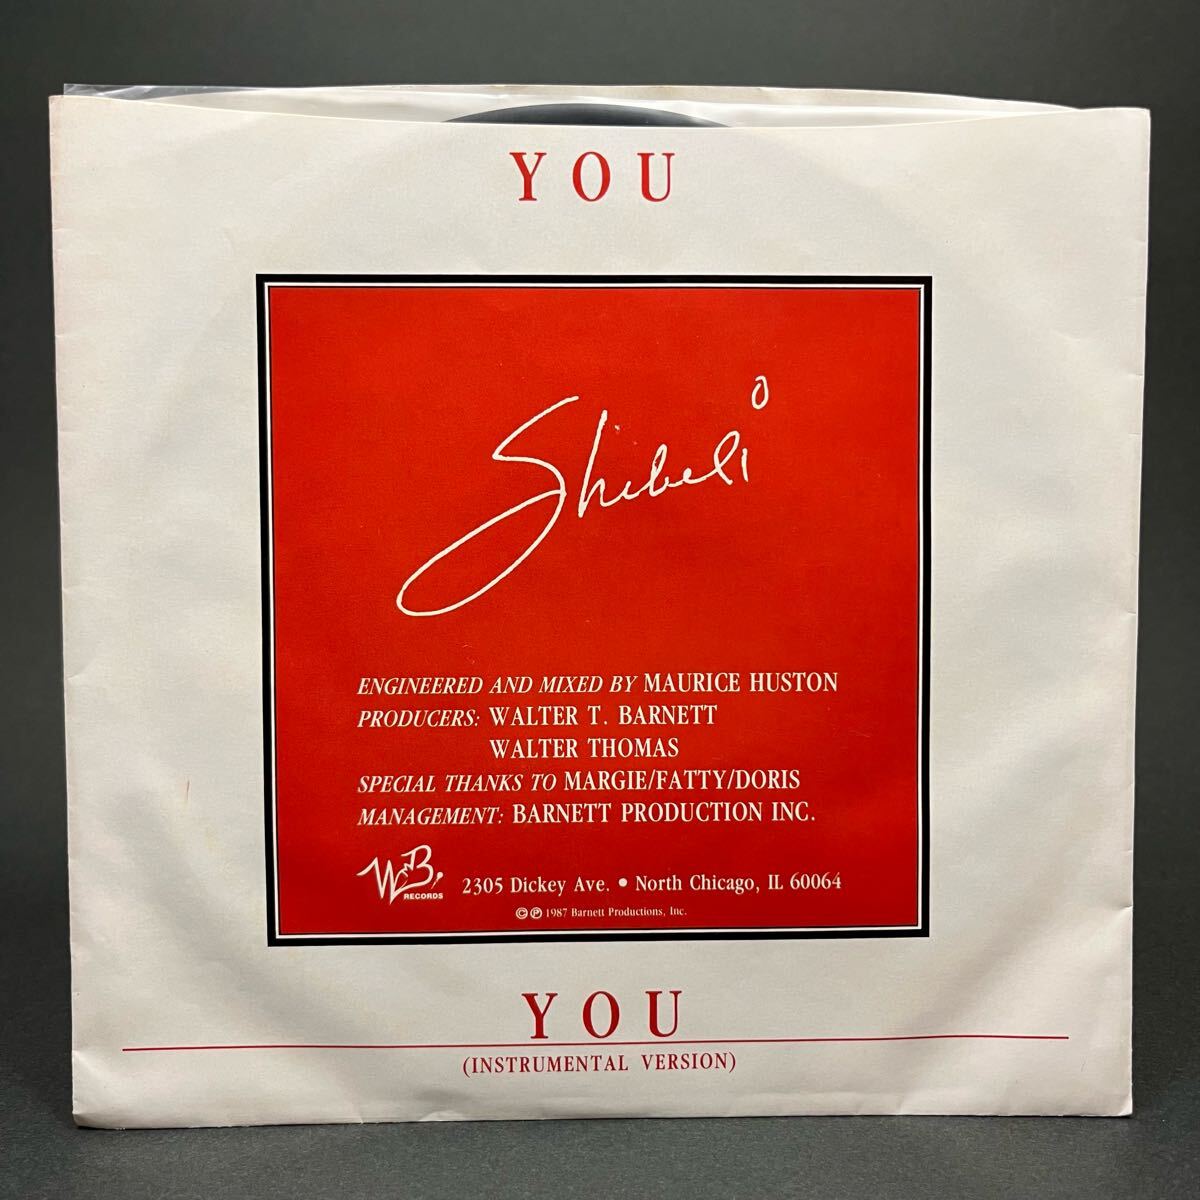 YOU
Shebeli
ENGINEERED AND MIXED BY MAURICE HUSTON
PRODUCERS: WALTER T. BARNETT
WALTER THOMAS
SPECIAL THANKS TO MARGIE/FATTY/DORIS
MANAGEMENT: BARNETT PRODUCTION INC.
WB.
RECORDS
2305 Dickey Ave. • North Chicago, IL 60064
© ℗ 1987 Barnett Productions, Inc.
YOU
(INSTRUMENTAL VERSION)